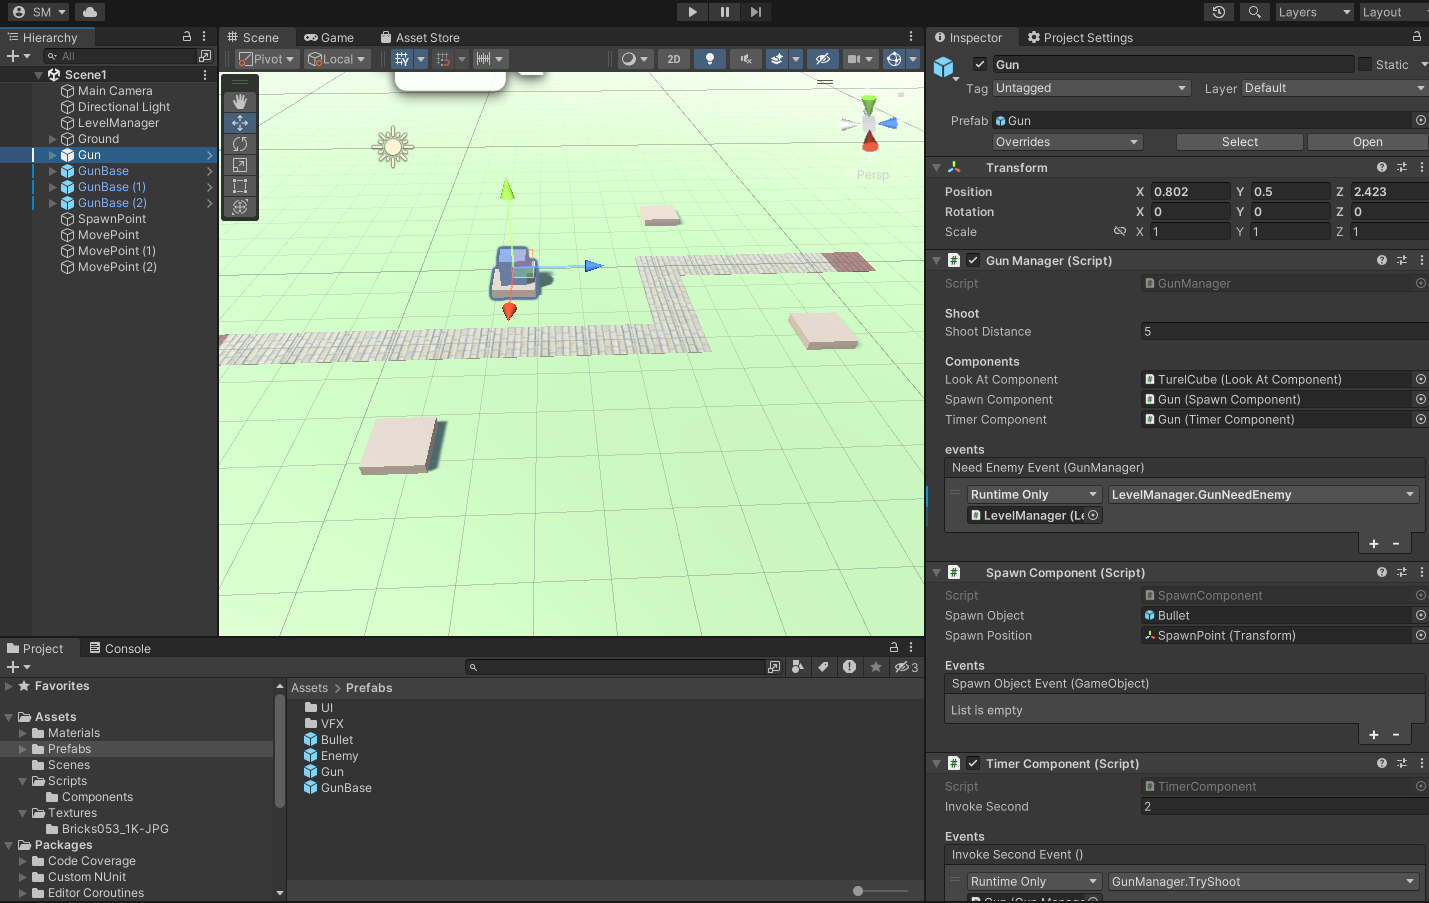 SM
Layers
Layout
Hierarchy
All
Scene1
Main Camera
Directional Light
LevelManager
Ground
Gun
GunBase
GunBase (1)
GunBase (2)
SpawnPoint
MovePoint
MovePoint (1)
MovePoint (2)
Scene
Game
Asset Store
Pivot
Local
2D
Persp
Inspector
Project Settings
Gun
Static
Tag
Untagged
Layer
Default
Prefab
Gun
Overrides
Select
Open
Transform
Position X 0.802 Y 0.5 Z 2.423
Rotation X 0 Y 0 Z 0
Scale X 1 Y 1 Z 1
Gun Manager (Script)
Script GunManager
Shoot
Shoot Distance 5
Components
Look At Component TurelCube (Look At Component)
Spawn Component Gun (Spawn Component)
Timer Component Gun (Timer Component)
events
Need Enemy Event (GunManager)
Runtime Only LevelManager.GunNeedEnemy
LevelManager (Le
Spawn Component (Script)
Script SpawnComponent
Spawn Object Bullet
Spawn Position SpawnPoint (Transform)
Events
Spawn Object Event (GameObject)
List is empty
Timer Component (Script)
Script TimerComponent
Invoke Second 2
Events
Invoke Second Event ()
Runtime Only GunManager.TryShoot
Gun (Gun Manage
Project
Console
3
Favorites
Assets
Materials
Prefabs
Scenes
Scripts
Components
Textures
Bricks053_1K-JPG
Packages
Code Coverage
Custom NUnit
Editor Coroutines
Assets > Prefabs
UI
VFX
Bullet
Enemy
Gun
GunBase